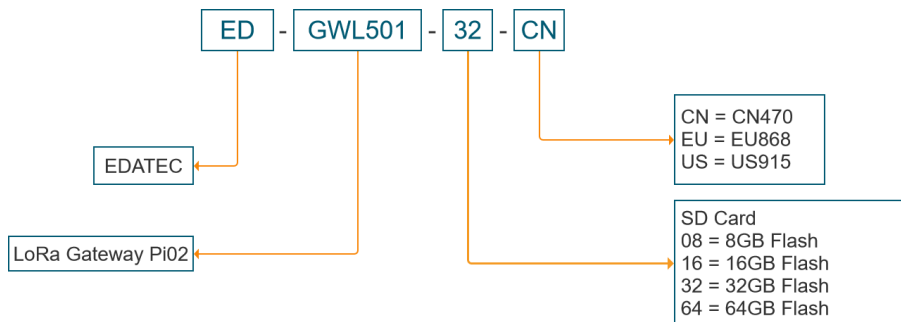 ED - GWL501 - 32 - CN
CN = CN470
EU = EU868
US = US915
EDATEC
SD Card
08 = 8GB Flash
16 = 16GB Flash
32 = 32GB Flash
64 = 64GB Flash
LoRa Gateway Pi02